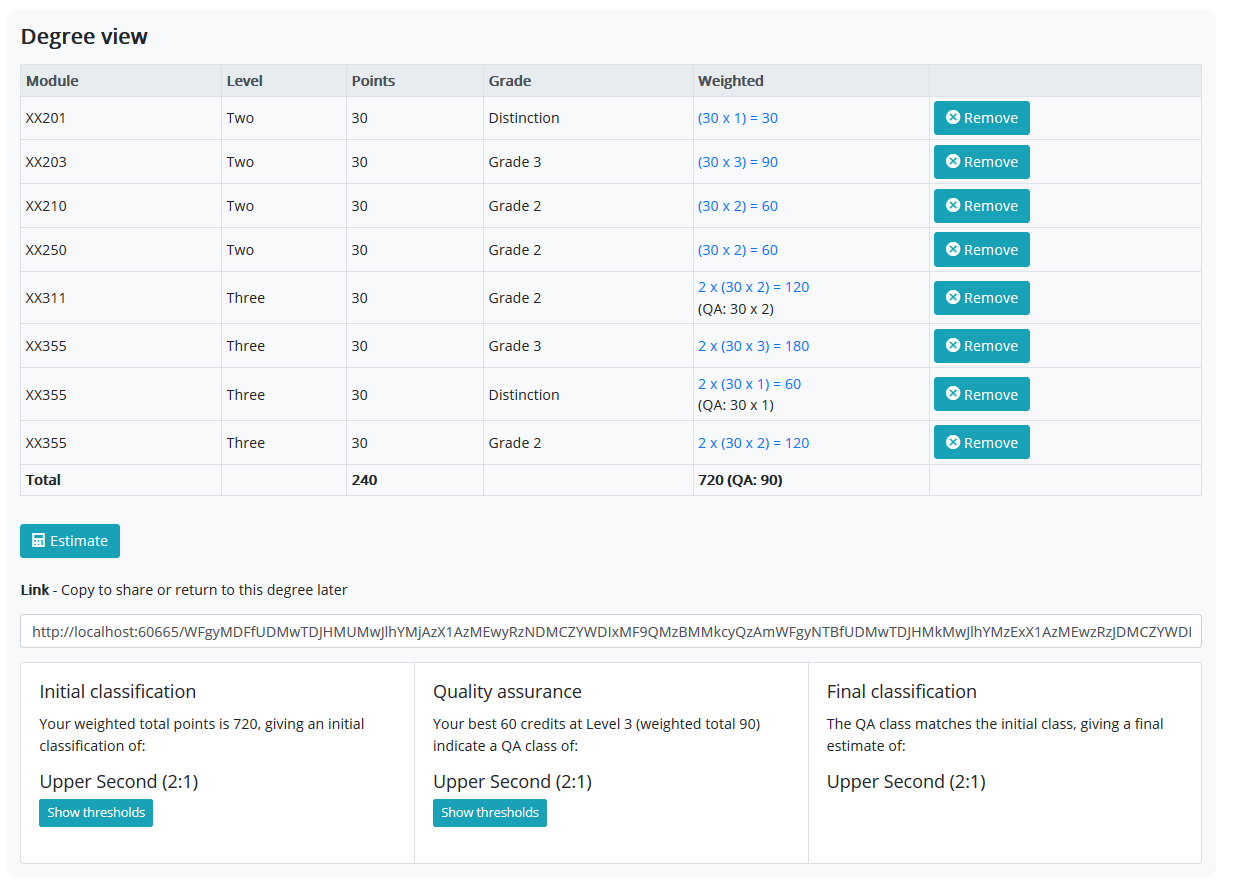 Degree view
Module Level Points Grade Weighted
XX201 Two 30 Distinction (30 x 1) = 30 Remove
XX203 Two 30 Grade 3 (30 x 3) = 90 Remove
XX210 Two 30 Grade 2 (30 x 2) = 60 Remove
XX250 Two 30 Grade 2 (30 x 2) = 60 Remove
XX311 Three 30 Grade 2 2 x (30 x 2) = 120 (QA: 30 x 2) Remove
XX355 Three 30 Grade 3 2 x (30 x 3) = 180 Remove
XX355 Three 30 Distinction 2 x (30 x 1) = 60 (QA: 30 x 1) Remove
XX355 Three 30 Grade 2 2 x (30 x 2) = 120 Remove
Total 240 720 (QA: 90)
Estimate
Link - Copy to share or return to this degree later
http://localhost:60665/WFgyMDFfUDMwTDJHMUMwJlhYMjAzX1AzMEwyRzNDMCZYWDIxMF9QMzBMMkcyQzAmWFgyNTBfUDMwTDJHMkMwJlhYMzExX1AzMEwzRzJDMCZYWDI
Initial classification
Your weighted total points is 720, giving an initial
classification of:
Upper Second (2:1)
Show thresholds
Quality assurance
Your best 60 credits at Level 3 (weighted total 90)
indicate a QA class of:
Upper Second (2:1)
Show thresholds
Final classification
The QA class matches the initial class, giving a final
estimate of:
Upper Second (2:1)